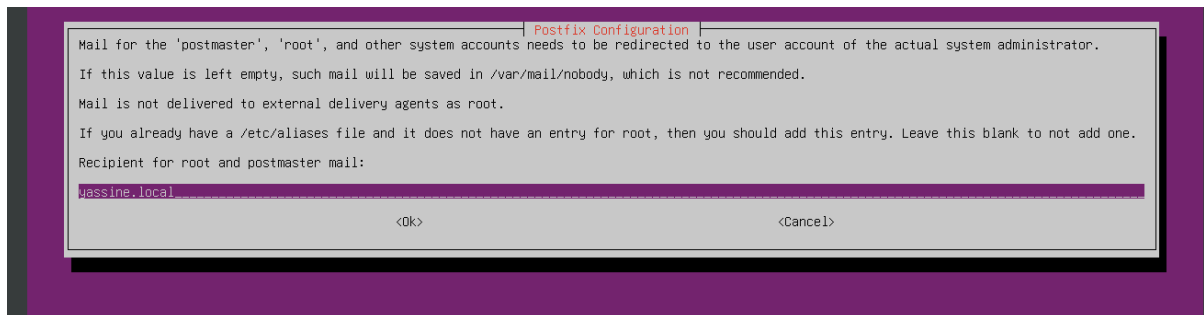 Postfix Configuration
Mail for the 'postmaster', 'root', and other system accounts needs to be redirected to the user account of the actual system administrator.
If this value is left empty, such mail will be saved in /var/mail/nobody, which is not recommended.
Mail is not delivered to external delivery agents as root.
If you already have a /etc/aliases file and it does not have an entry for root, then you should add this entry. Leave this blank to not add one.
Recipient for root and postmaster mail:
yassine.local
<Ok> <Cancel>